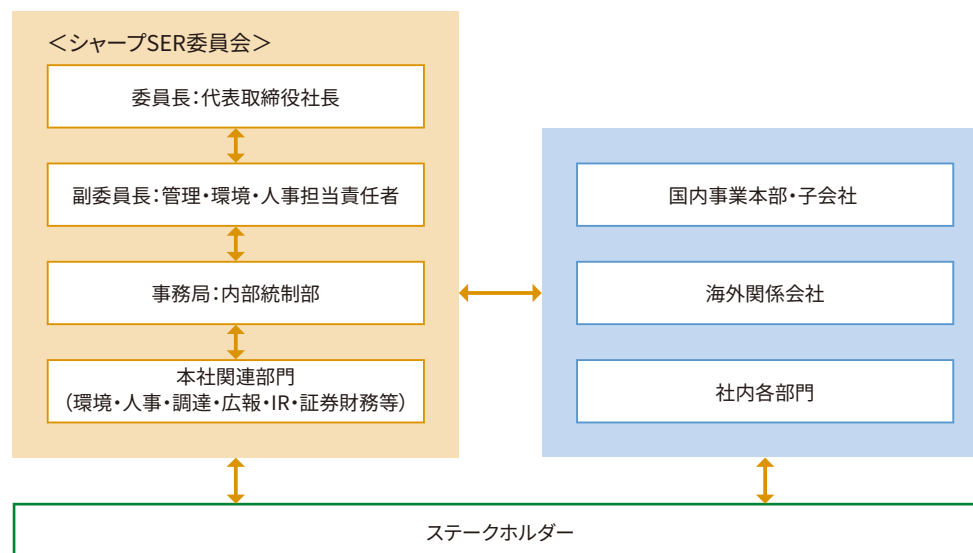 ＜シャープSER委員会＞
委員長：代表取締役社長
副委員長：管理・環境・人事担当責任者
事務局：内部統制部
本社関連部門
（環境・人事・調達・広報・IR・証券財務等）
国内事業本部・子会社
海外関係会社
社内各部門
ステークホルダー